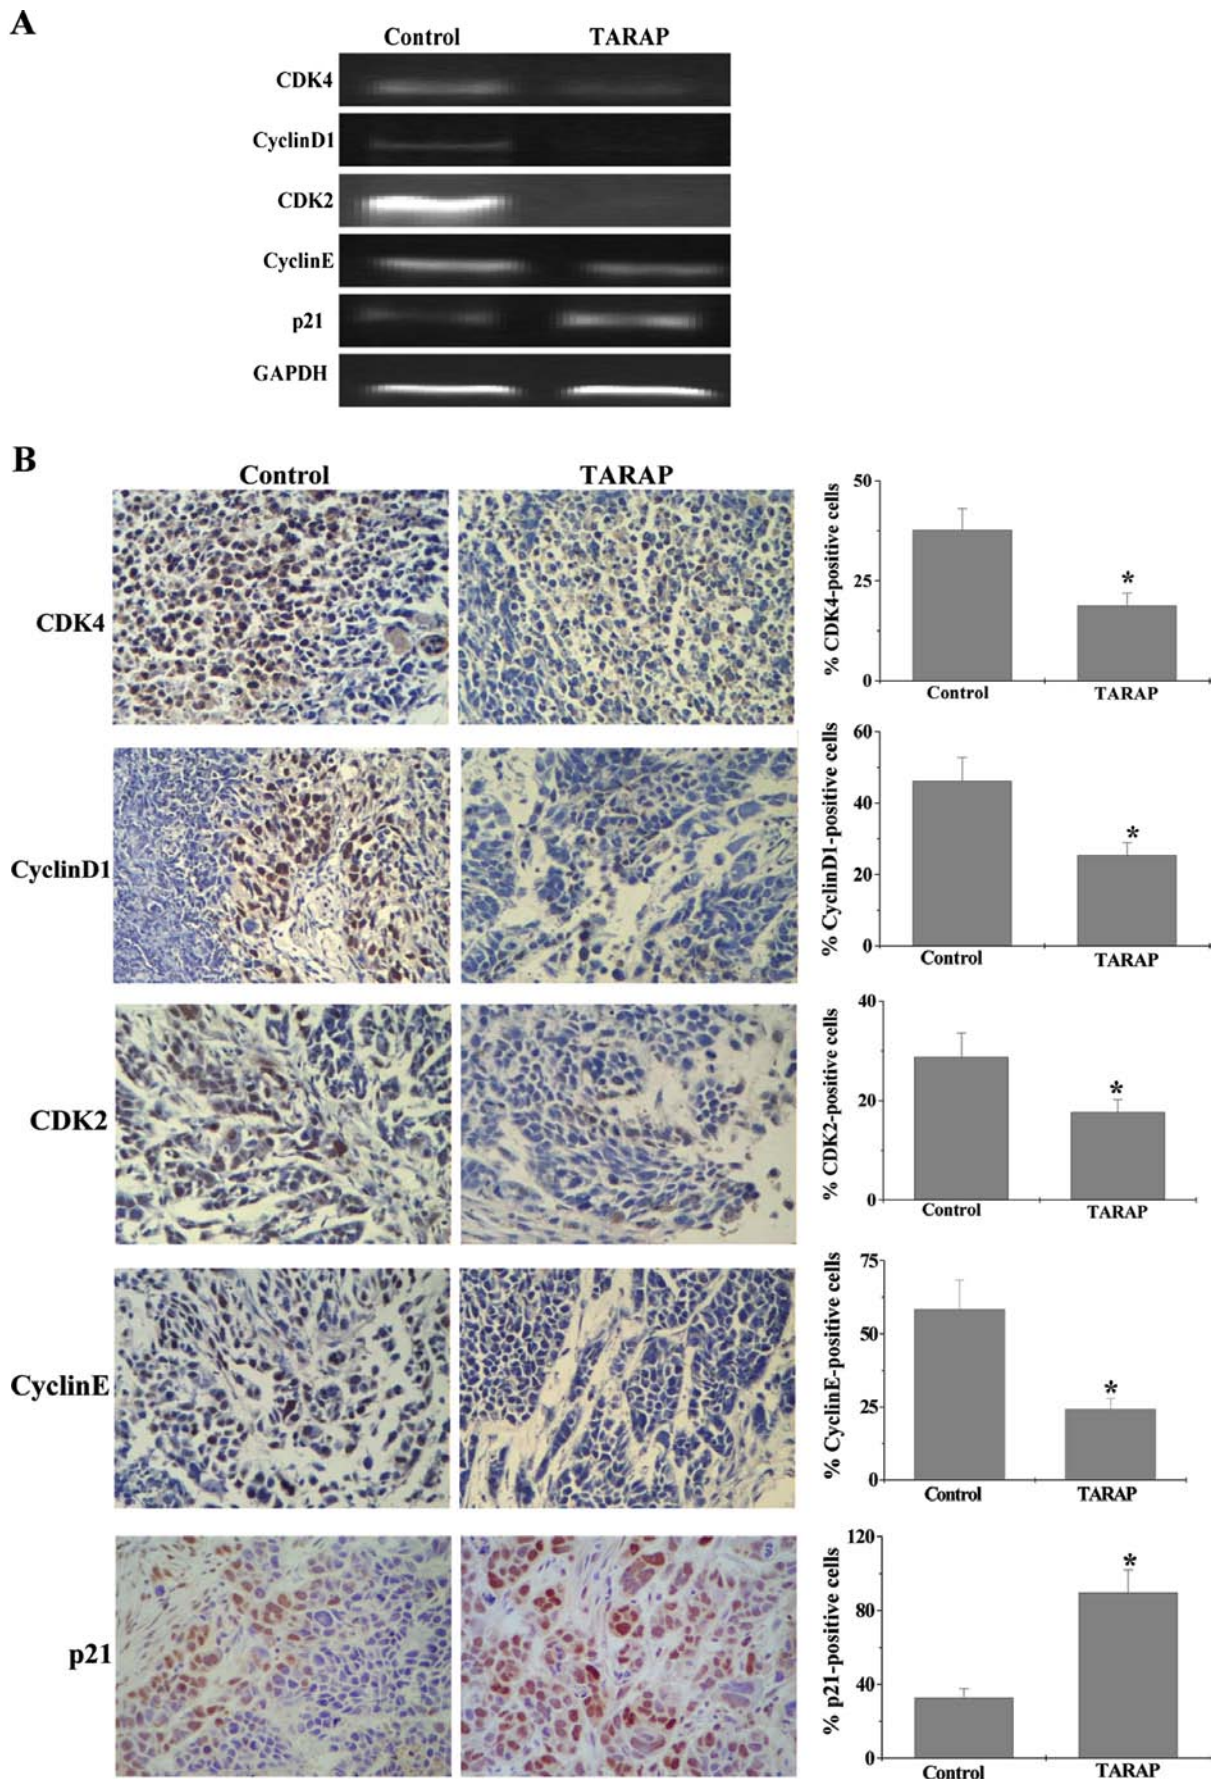 A
Control TARAP
CDK4
CyclinD1
CDK2
CyclinE
p21
GAPDH
B
Control TARAP
CDK4
% CDK4-positive cells
50
25
0
*
Control TARAP
CyclinD1
% CyclinD1-positive cells
60
40
20
0
*
Control TARAP
CDK2
% CDK2-positive cells
40
20
0
*
Control TARAP
CyclinE
% CyclinE-positive cells
75
50
25
0
*
Control TARAP
p21
% p21-positive cells
120
80
40
0
*
Control TARAP